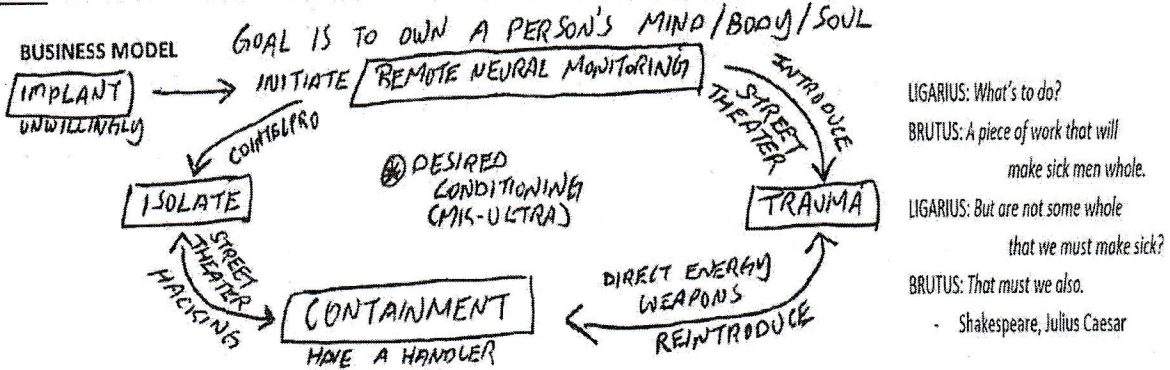 GOAL IS TO OWN A PERSON'S MIND/BODY/SOUL
BUSINESS MODEL
IMPLANT
UNWILLINGLY
INITIATE
REMOTE NEURAL MONITORING
COINTELPRO
INTRODUCE
STREET
THEATER
ISOLATE
DESIRED
CONDITIONING
(MK-ULTRA)
TRAUMA
STREET
THEATER
HACKING
CONTAINMENT
HAVE A HANDLER
DIRECT ENERGY
WEAPONS
REINTRODUCE
LIGARIUS: What's to do?
BRUTUS: A piece of work that will
make sick men whole.
LIGARIUS: But are not some whole
that we must make sick?
BRUTUS: That must we also.
- Shakespeare, Julius Caesar